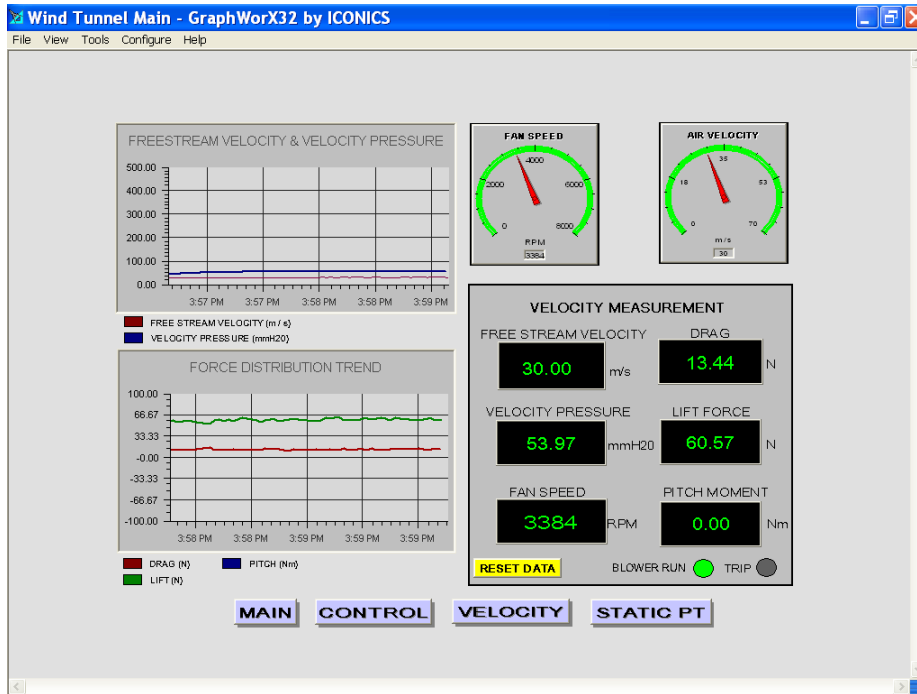 Wind Tunnel Main - GraphWorX32 by ICONICS
File View Tools Configure Help
FREESTREAM VELOCITY & VELOCITY PRESSURE
500.00
400.00
300.00
200.00
100.00
0.00
3:57 PM 3:57 PM 3:58 PM 3:58 PM 3:59 PM
FREE STREAM VELOCITY (m / s)
VELOCITY PRESSURE (mmH20)
FORCE DISTRIBUTION TREND
100.00
66.67
33.33
-0.00
-33.33
-66.67
-100.00
3:58 PM 3:58 PM 3:59 PM 3:59 PM 3:59 PM
DRAG (N) PITCH (Nm)
LIFT (N)
FAN SPEED
4000
2000 6000
0 8000
RPM
3384
AIR VELOCITY
35
18 53
0 70
m/s
30
VELOCITY MEASUREMENT
FREE STREAM VELOCITY DRAG
30.00 m/s 13.44 N
VELOCITY PRESSURE LIFT FORCE
53.97 mmH20 60.57 N
FAN SPEED PITCH MOMENT
3384 RPM 0.00 Nm
RESET DATA BLOWER RUN TRIP
MAIN CONTROL VELOCITY STATIC PT